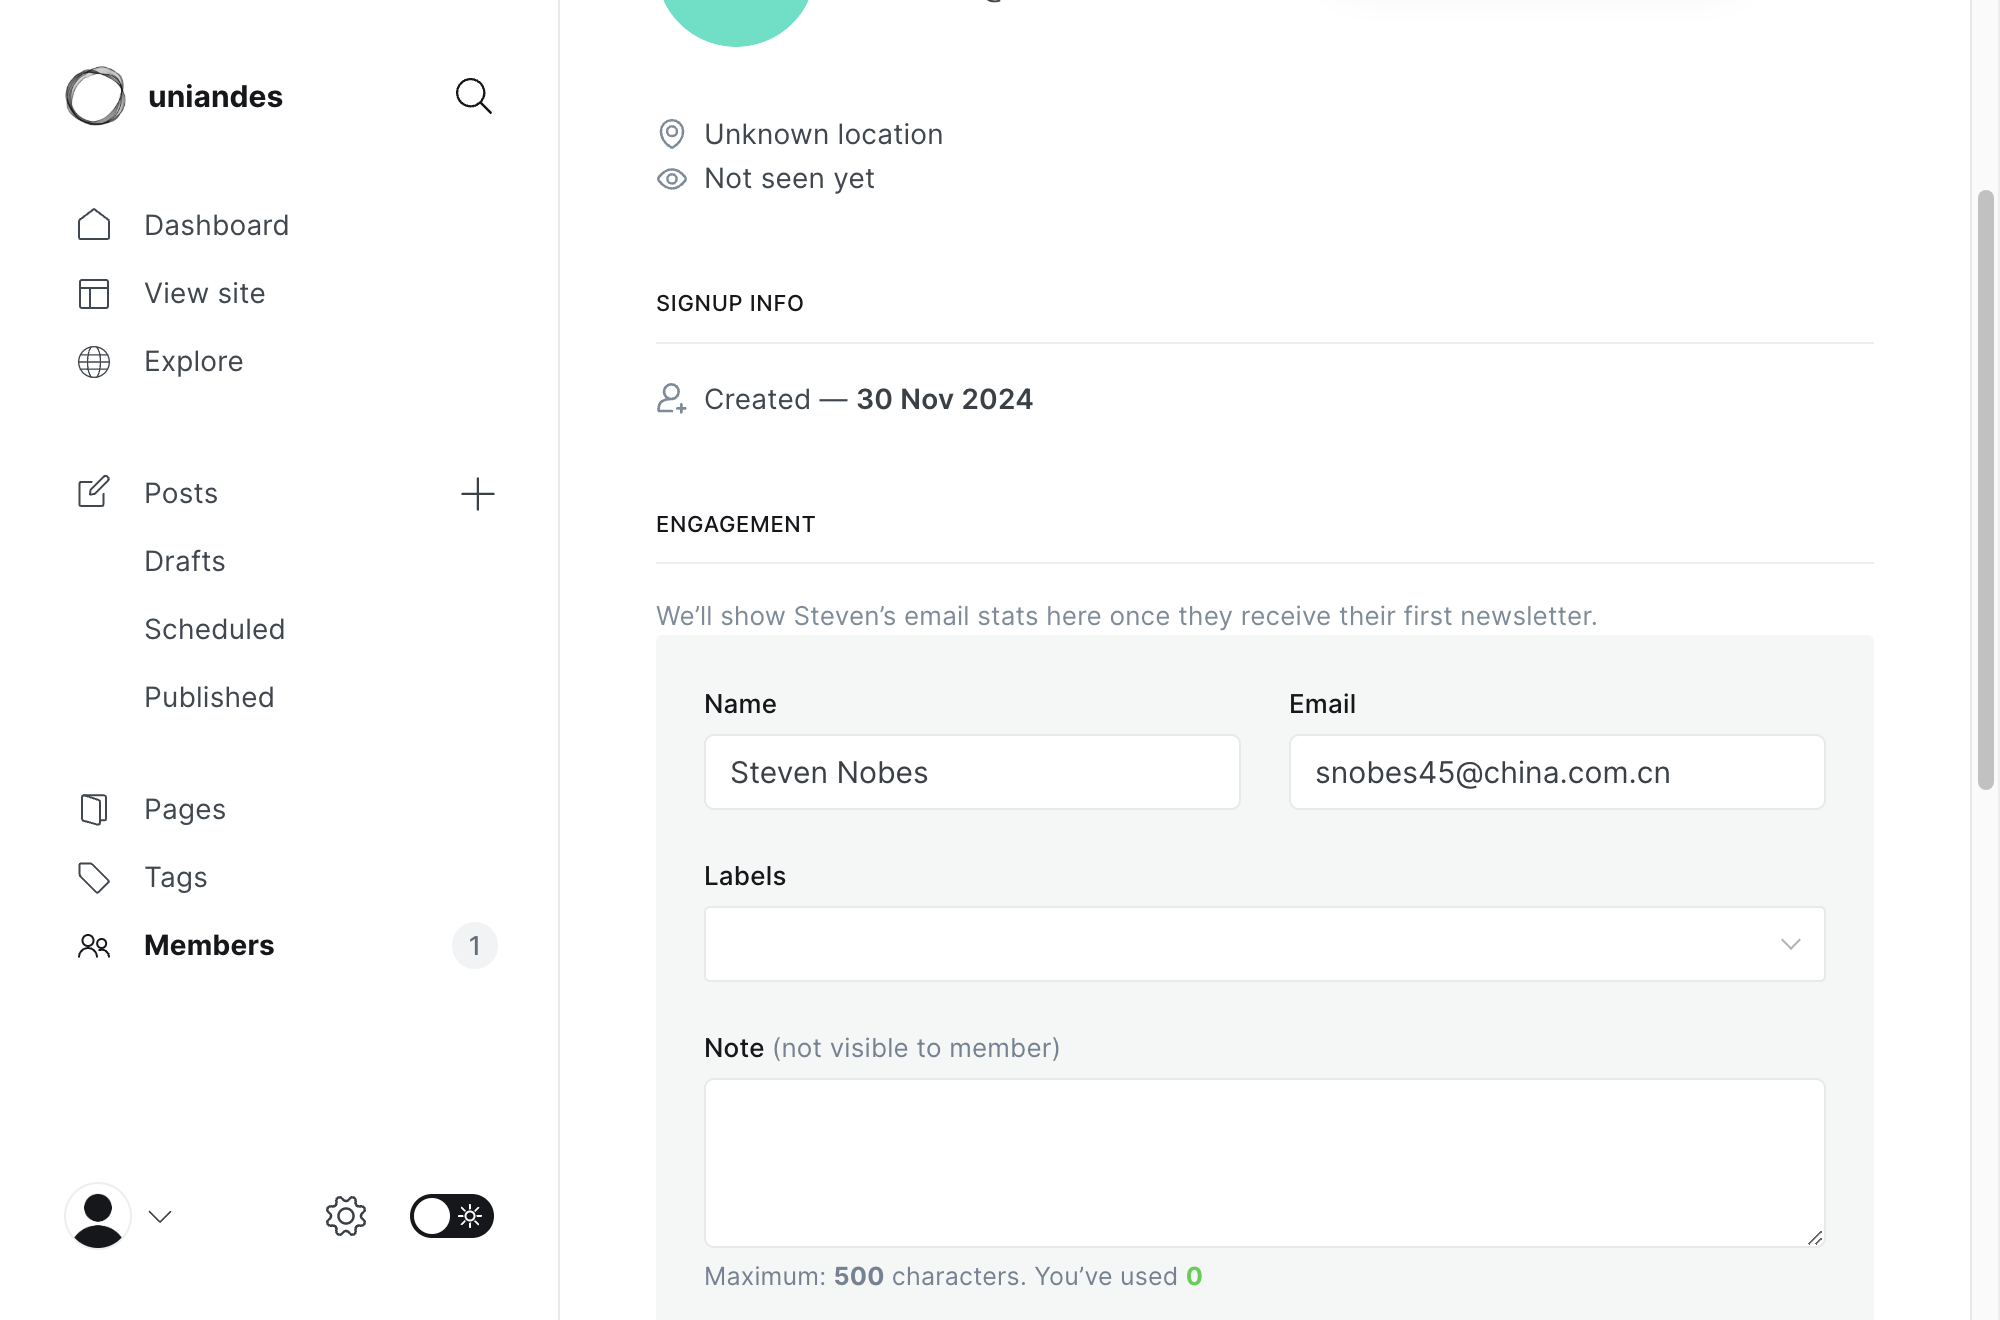 uniandes
Dashboard
View site
Explore
Posts
Drafts
Scheduled
Published
Pages
Tags
Members
1
Unknown location
Not seen yet
SIGNUP INFO
Created — 30 Nov 2024
ENGAGEMENT
We’ll show Steven’s email stats here once they receive their first newsletter.
Name
Steven Nobes
Email
snobes45@china.com.cn
Labels
Note (not visible to member)
Maximum: 500 characters. You’ve used 0